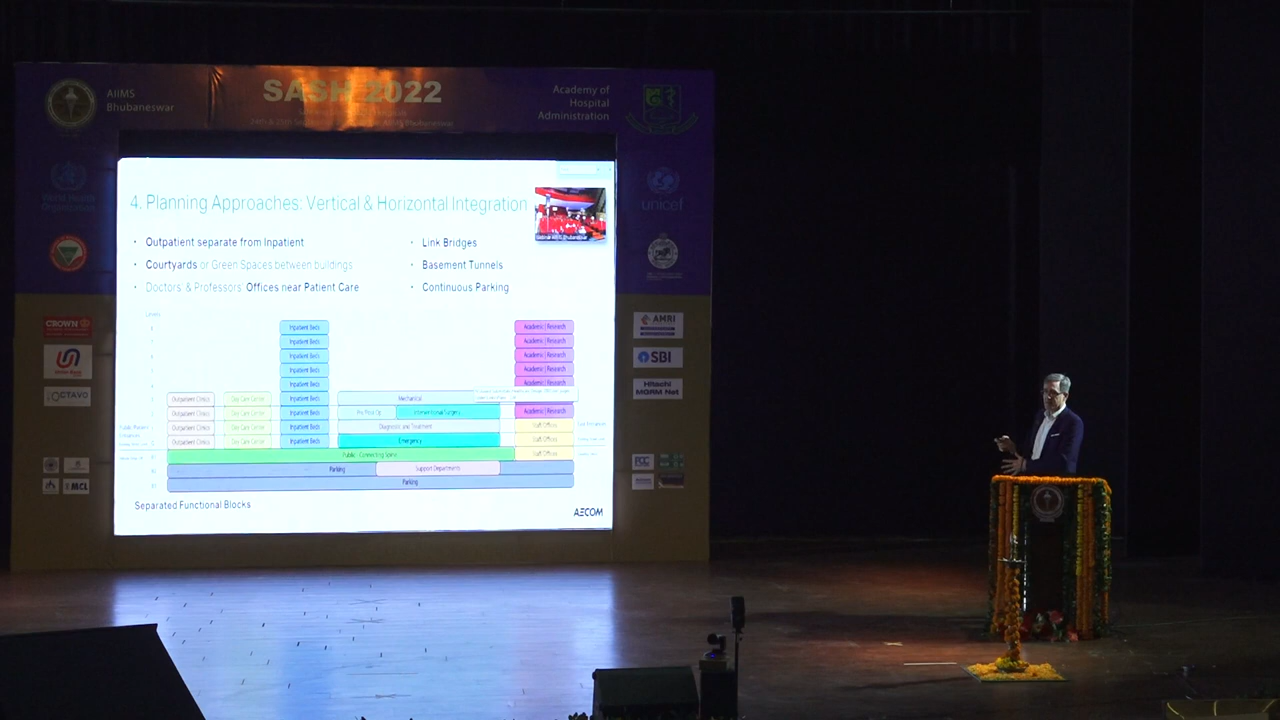 AIIMS
Bhubaneswar
SASH 2022
Academy of
Hospital
Administration
unicef
4. Planning Approaches: Vertical & Horizontal Integration
• Outpatient separate from Inpatient
• Courtyards or Green Spaces between buildings
• Doctors' & Professors' Offices near Patient Care
• Link Bridges
• Basement Tunnels
• Continuous Parking
Levels
Inpatient Beds Academic | Research
Inpatient Beds Academic | Research
Inpatient Beds Academic | Research
Inpatient Beds Academic | Research
Inpatient Beds Academic | Research
Outpatient Clinics Day Care Center Inpatient Beds Mechanical
Outpatient Clinics Day Care Center Inpatient Beds Interventional/Surgery Academic | Research
Outpatient Clinics Day Care Center Inpatient Beds Diagnostic and Treatment Staff Offices
Outpatient Clinics Day Care Center Inpatient Beds Emergency Staff Offices
Public - Connecting Spine Staff Offices
Parking Support Departments
Parking
Separated Functional Blocks
AECOM
CROWN
OCTAVO
MCL
AMRI
SBI
Hitachi
MGRM Net